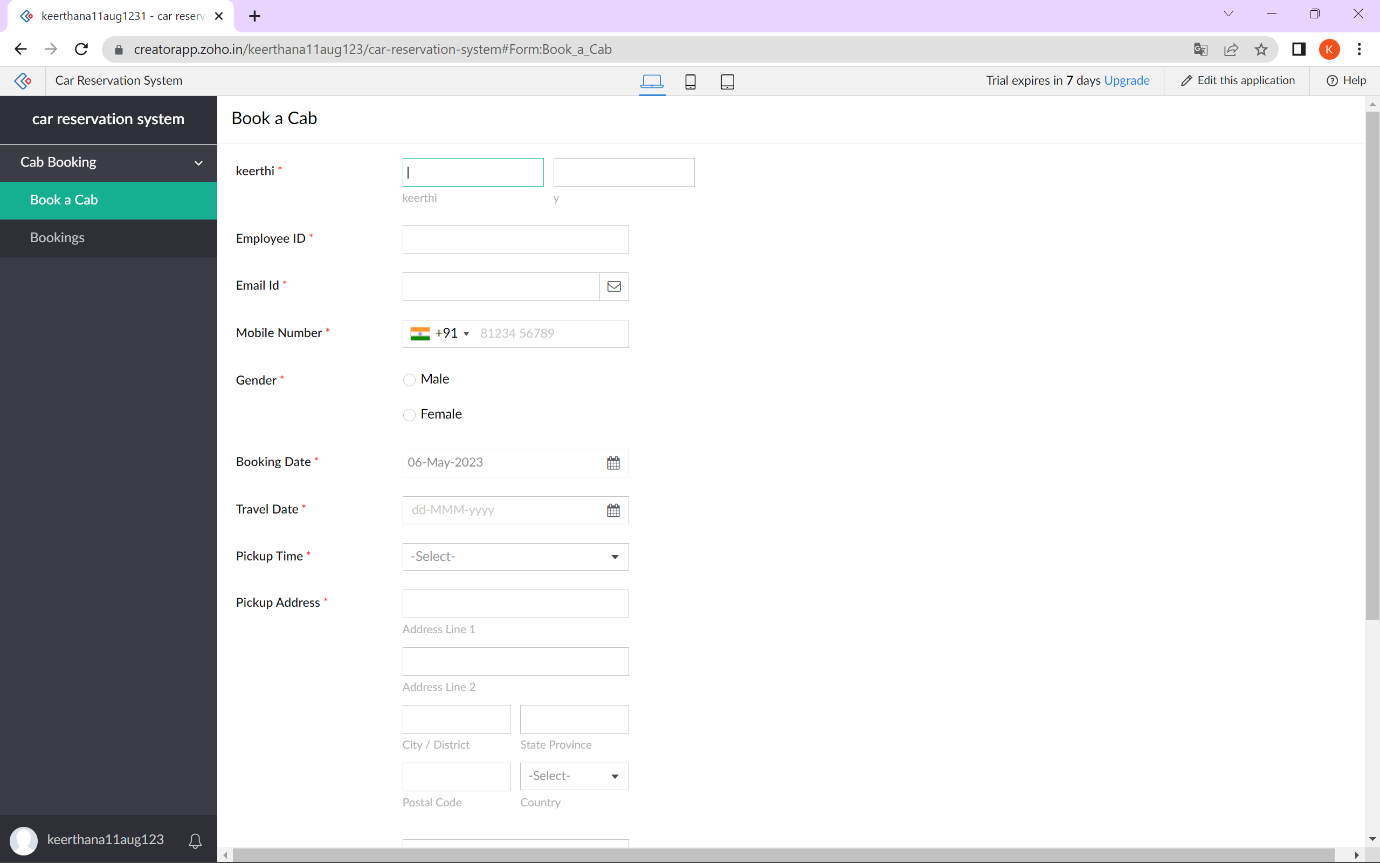 keerthana11aug1231 - car reserv
creatorapp.zoho.in/keerthana11aug123/car-reservation-system#Form:Book_a_Cab
K
Car Reservation System
Trial expires in 7 days Upgrade
Edit this application
Help
car reservation system
Cab Booking
Book a Cab
Bookings
keerthana11aug123
Book a Cab
keerthi *
keerthi
y
Employee ID *
Email Id *
Mobile Number *
+91 81234 56789
Gender *
Male
Female
Booking Date *
06-May-2023
Travel Date *
dd-MMM-yyyy
Pickup Time *
-Select-
Pickup Address *
Address Line 1
Address Line 2
City / District
State Province
-Select-
Postal Code
Country